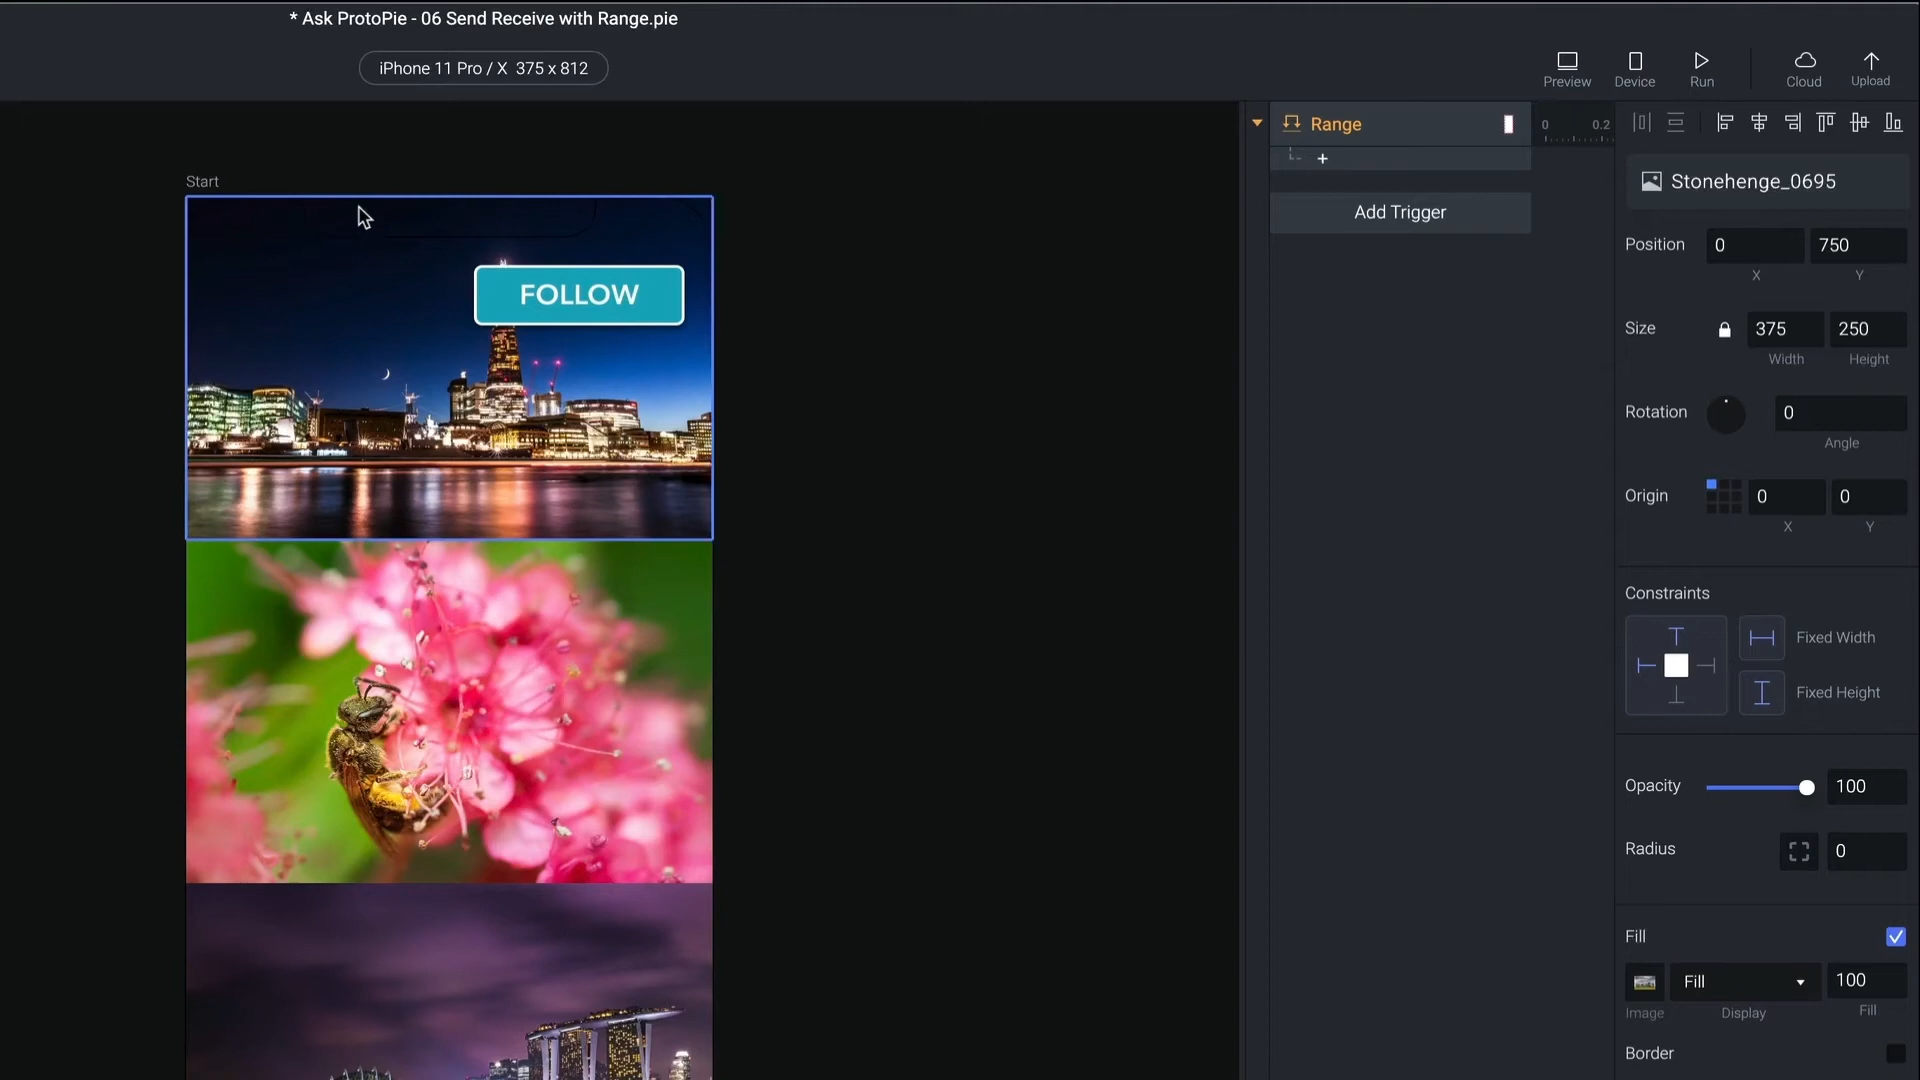 * Ask ProtoPie - 06 Send Receive with Range.pie
iPhone 11 Pro / X 375 x 812
Preview
Device
Run
Cloud
Upload
Range
0 0.2
+
Add Trigger
Start
FOLLOW
Stonehenge_0695
Position 0 750
X Y
Size 375 250
Width Height
Rotation 0
Angle
Origin 0 0
X Y
Constraints
Fixed Width
Fixed Height
Opacity 100
Radius 0
Fill
Fill 100
Image Display Fill
Border